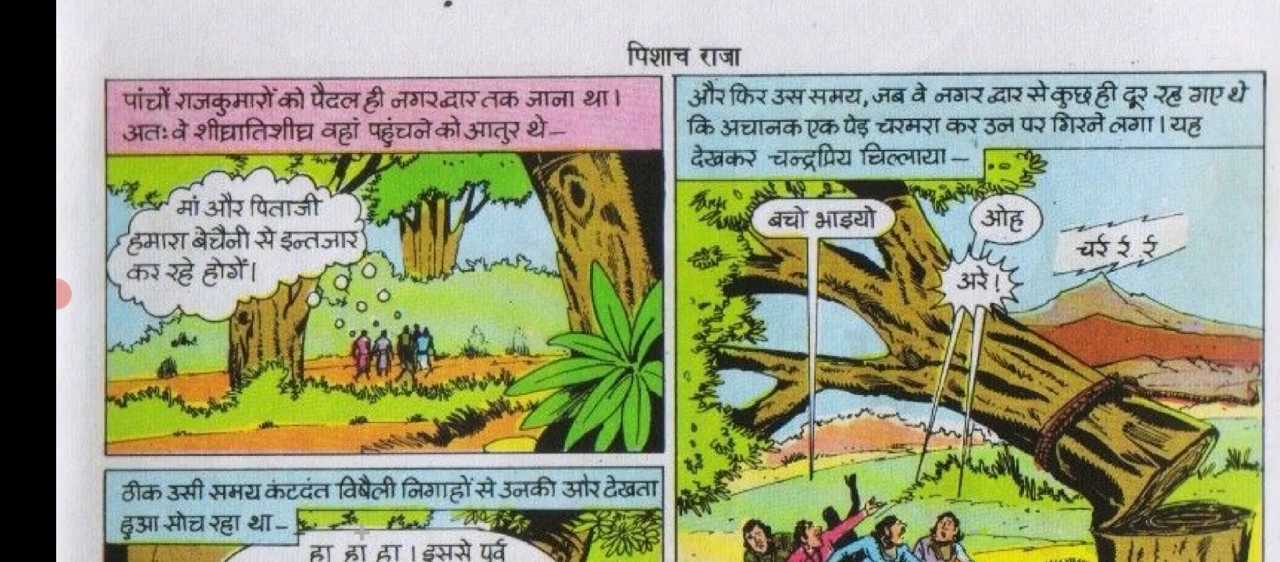 पिशाच राजा
पांचों राजकुमारों को पैदल ही नगरद्वार तक जाना था।
अतः वे शीघ्रातिशीघ्र वहां पहुंचने को आतुर थे—
मां और पिताजी
हमारा बेचैनी से इन्तजार
कर रहे होगें।
ठीक उसी समय कंटदंत विषैली निगाहों से उनकी ओर देखता
हुआ सोच रहा था—
हा हा हा। इससे पूर्व
और फिर उस समय, जब वे नगर द्वार से कुछ ही दूर रह गए थे
कि अचानक एक पेड़ चरमरा कर उन पर गिरने लगा। यह
देखकर चन्द्रप्रिय चिल्लाया—
बचो भाइयो
ओह
अरे!
चर्र र्र र्र